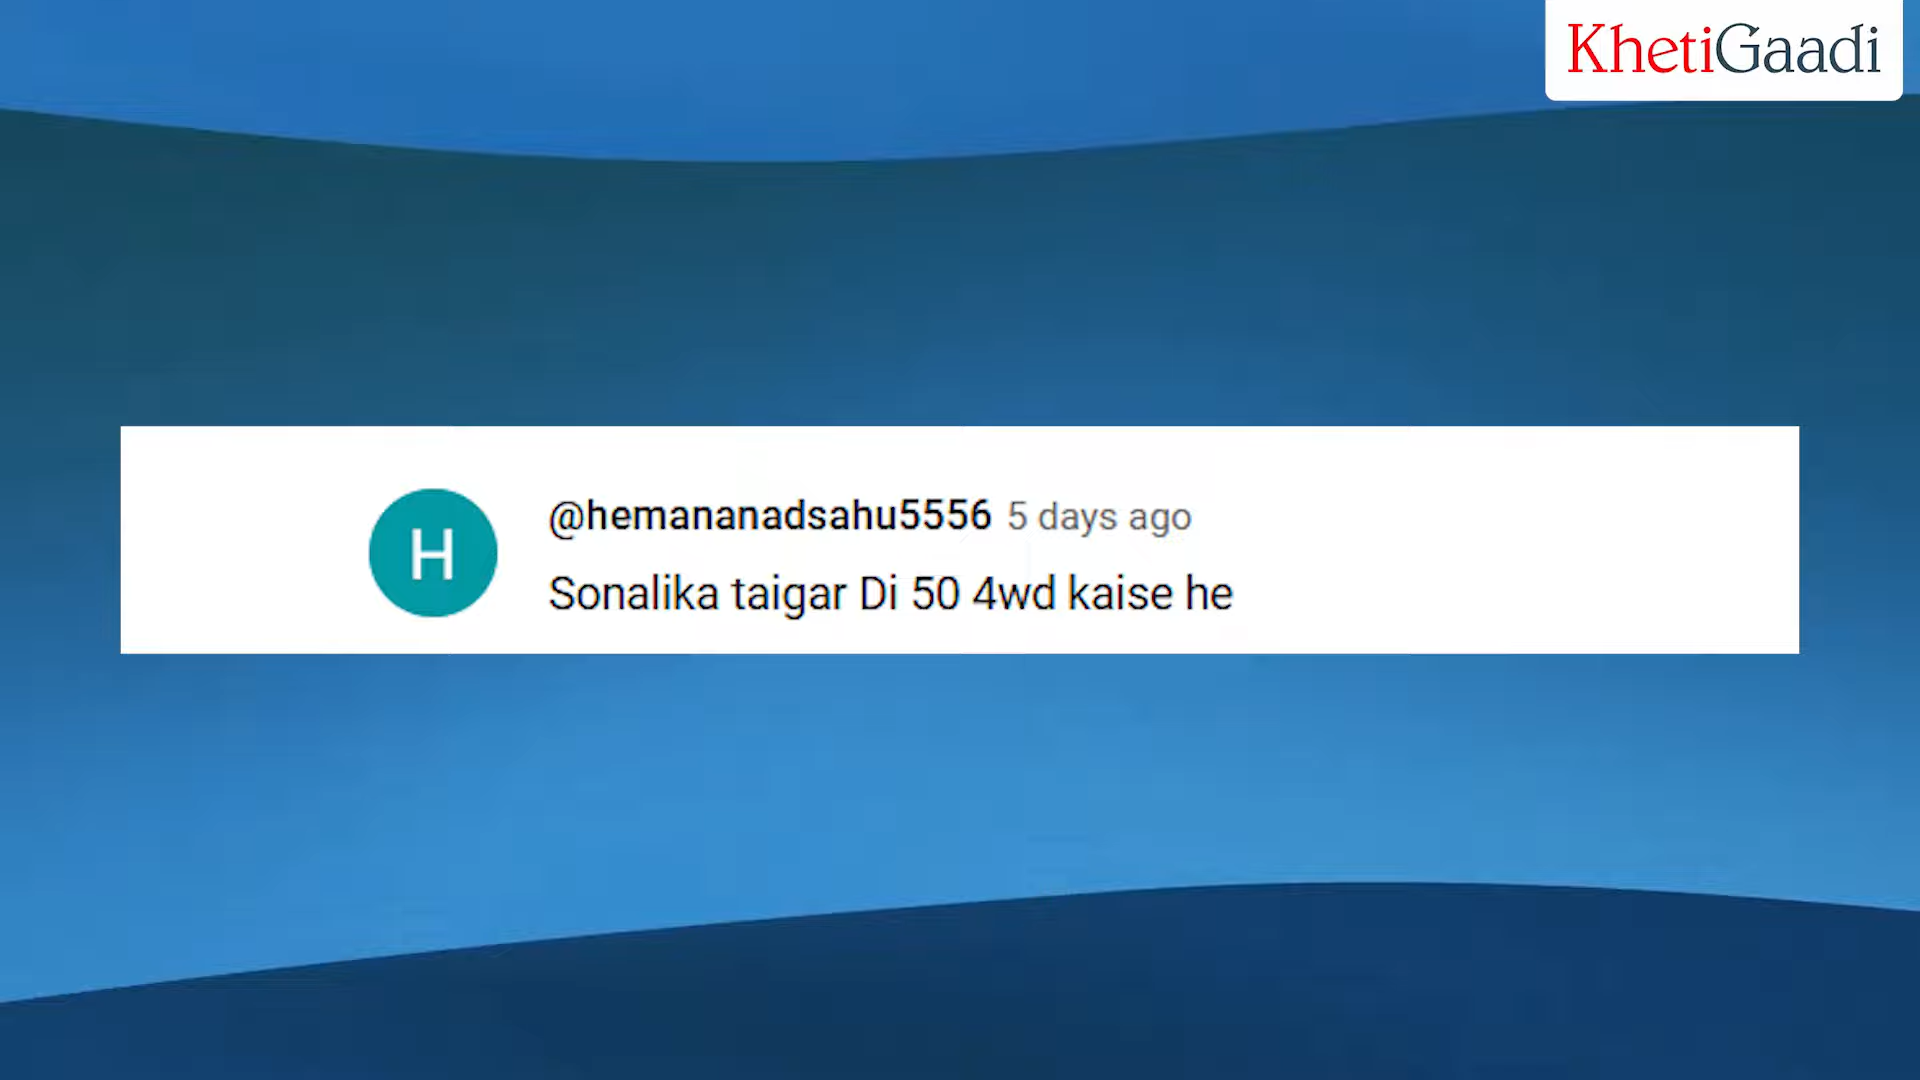 KhetiGaadi
H
@hemananadsahu5556 5 days ago
Sonalika taigar Di 50 4wd kaise he